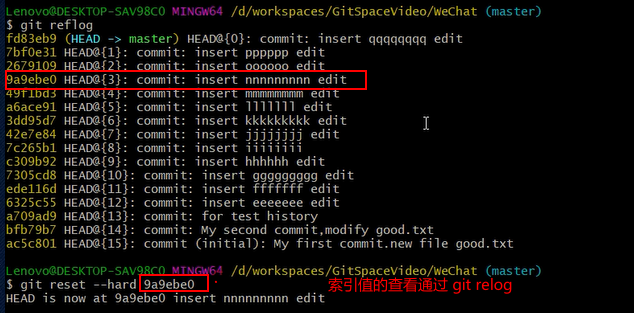 Lenovo@DESKTOP-SAV98CO MINGW64 /d/workspaces/GitSpaceVideo/WeChat (master)
$ git reflog
fd83eb9 (HEAD -> master) HEAD@{0}: commit: insert qqqqqqqq edit
7bf0e31 HEAD@{1}: commit: insert pppppp edit
2679109 HEAD@{2}: commit: insert oooooo edit
9a9ebe0 HEAD@{3}: commit: insert nnnnnnnnn edit
49f1bd3 HEAD@{4}: commit: insert mmmmmmmm edit
a6ace91 HEAD@{5}: commit: insert lllllll edit
3dd95d7 HEAD@{6}: commit: insert kkkkkkkkk edit
42e7e84 HEAD@{7}: commit: insert jjjjjjjj edit
7c265b1 HEAD@{8}: commit: insert iiiiiiii
c309b92 HEAD@{9}: commit: insert hhhhhh edit
7305cd8 HEAD@{10}: commit: insert ggggggggg edit
ede116d HEAD@{11}: commit: insert fffffff edit
6325c55 HEAD@{12}: commit: insert eeeeeee edit
a709ad9 HEAD@{13}: commit: for test history
bfb79b7 HEAD@{14}: commit: My second commit,modify good.txt
ac5c801 HEAD@{15}: commit (initial): My first commit.new file good.txt
Lenovo@DESKTOP-SAV98CO MINGW64 /d/workspaces/GitSpaceVideo/WeChat (master)
$ git reset --hard 9a9ebe0 索引值的查看通过 git relog
HEAD is now at 9a9ebe0 insert nnnnnnnnn edit